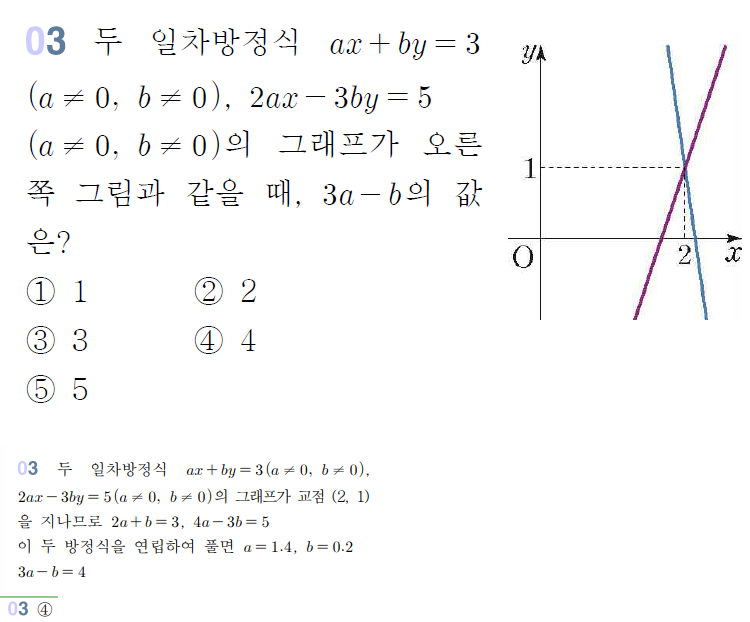 03 두 일차방정식 ax+by=3
(a≠0, b≠0), 2ax-3by=5
(a≠0, b≠0)의 그래프가 오른
쪽 그림과 같을 때, 3a-b의 값
은?
① 1 ② 2
③ 3 ④ 4
⑤ 5
y
1
O
2
x
03 두 일차방정식 ax+by=3(a≠0, b≠0),
2ax-3by=5(a≠0, b≠0)의 그래프가 교점 (2, 1)
을 지나므로 2a+b=3, 4a-3b=5
이 두 방정식을 연립하여 풀면 a=1.4, b=0.2
3a-b=4
03 ④